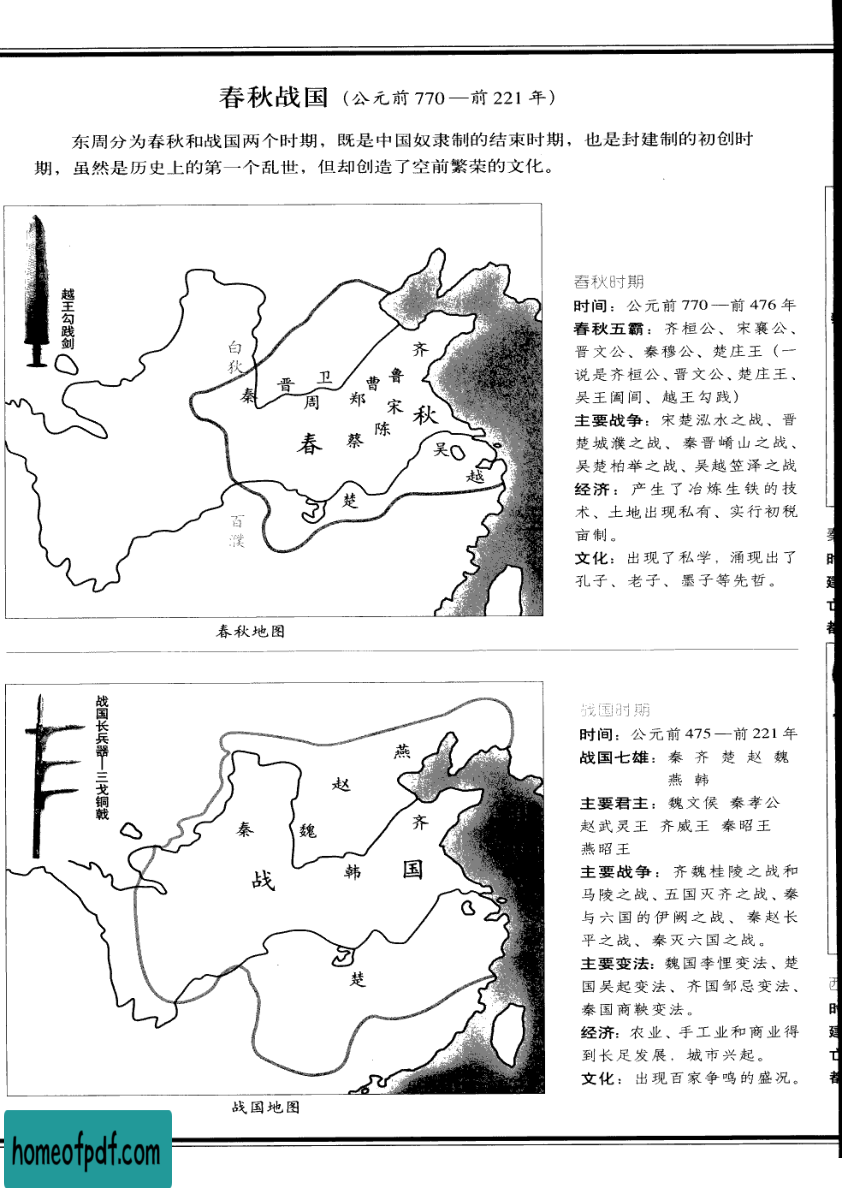 春秋战国（公元前770—前221年）
东周分为春秋和战国两个时期，既是中国奴隶制的结束时期，也是封建制的初创时
期，虽然是历史上的第一个乱世，但却创造了空前繁荣的文化。
越王勾践剑
白狄
齐
秦
晋
卫
曹
鲁
周
郑
宋
陈
蔡
春
秋
吴
越
楚
百濮
春秋地图
春秋时期
时间：公元前770—前476年
春秋五霸：齐桓公、宋襄公、
晋文公、秦穆公、楚庄王（一
说是齐桓公、晋文公、楚庄王、
吴王阖闾、越王勾践）
主要战争：宋楚泓水之战、晋
楚城濮之战、秦晋崤山之战、
吴楚柏举之战、吴越笠泽之战
经济：产生了冶炼生铁的技
术、土地出现私有、实行初税
亩制。
文化：出现了私学，涌现出了
孔子、老子、墨子等先哲。
战国长兵器—三戈铜戟
燕
赵
秦
魏
齐
韩
战
国
楚
战国地图
战国时期
时间：公元前475—前221年
战国七雄：秦 齐 楚 赵 魏
燕 韩
主要君主：魏文侯 秦孝公
赵武灵王 齐威王 秦昭王
燕昭王
主要战争：齐魏桂陵之战和
马陵之战、五国灭齐之战、秦
与六国的伊阙之战、秦赵长
平之战、秦灭六国之战。
主要变法：魏国李悝变法、楚
国吴起变法、齐国邹忌变法、
秦国商鞅变法。
经济：农业、手工业和商业得
到长足发展，城市兴起。
文化：出现百家争鸣的盛况。
homeofpdf.com